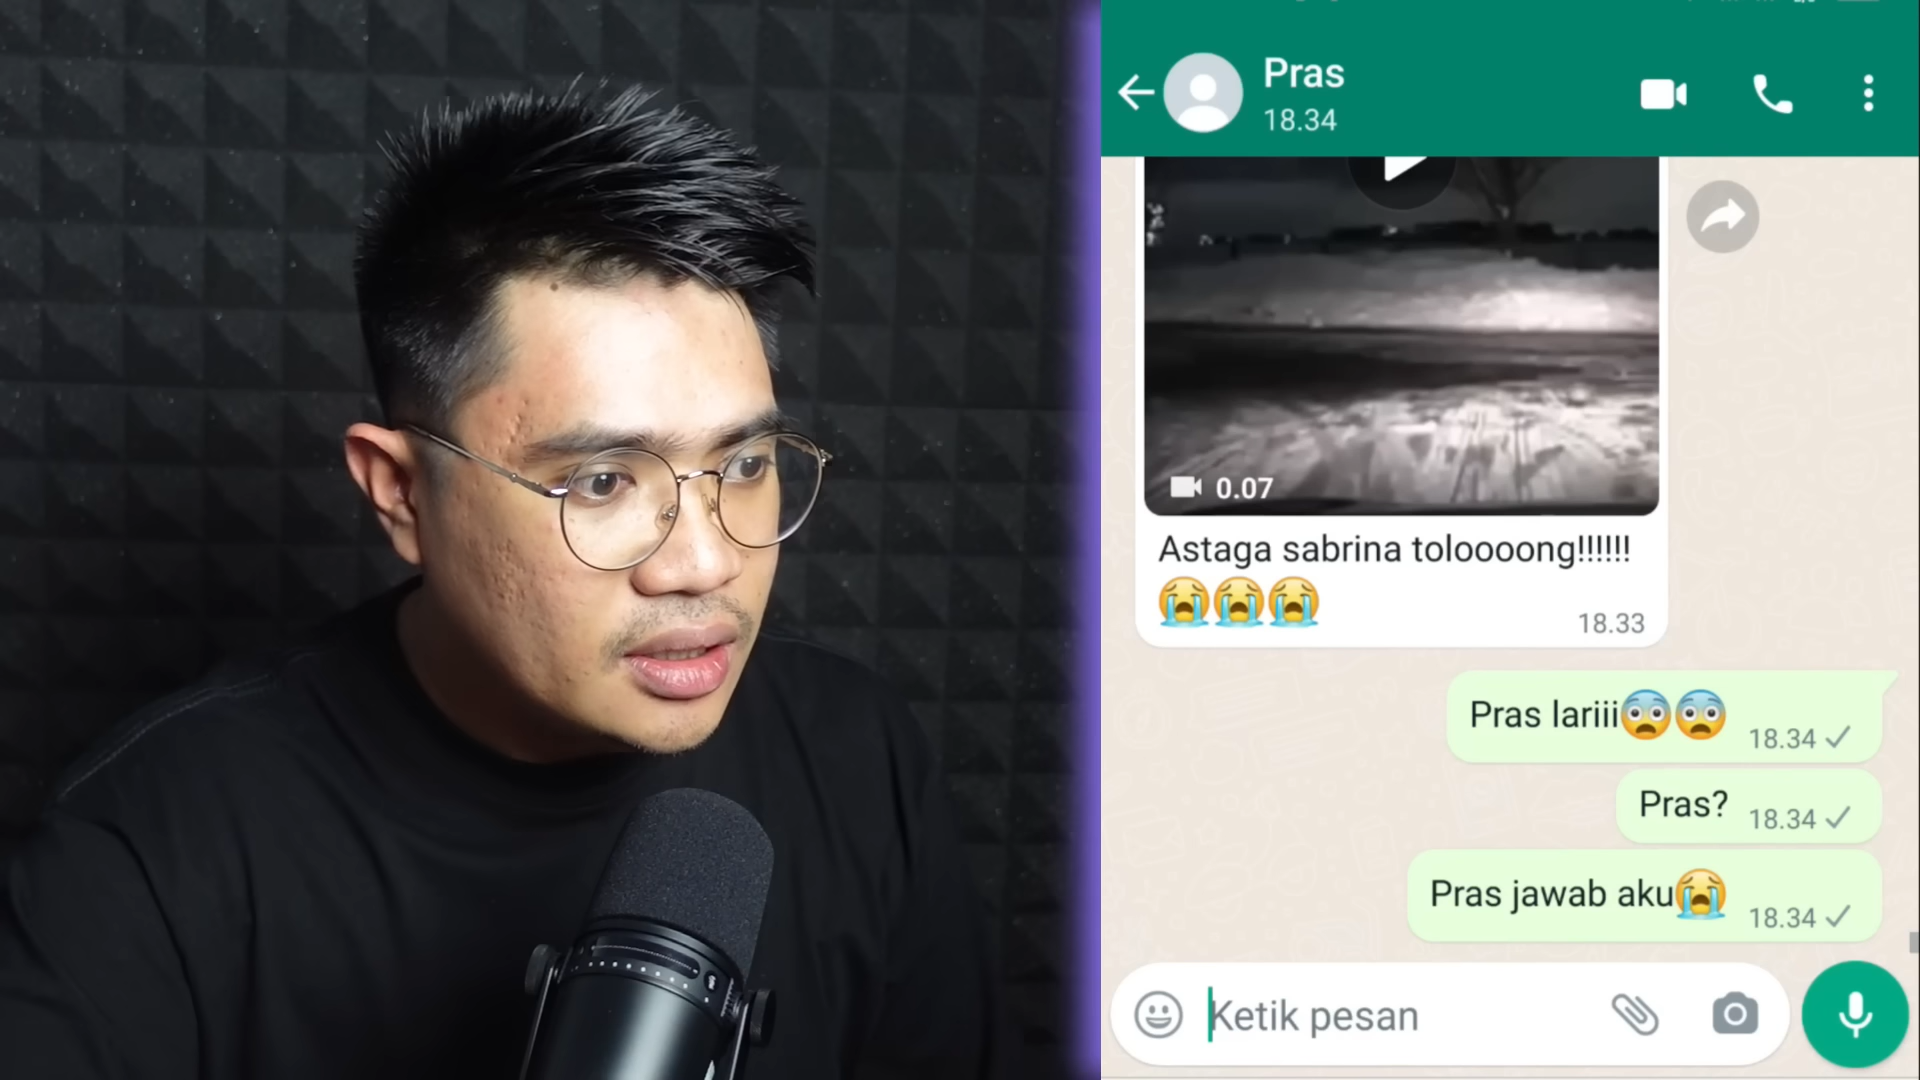 Pras
18.34
0.07
Astaga sabrina toloooong!!!!!!
😭😭😭
18.33
Pras lariii😨😨 18.34
Pras? 18.34
Pras jawab aku😭 18.34
Ketik pesan